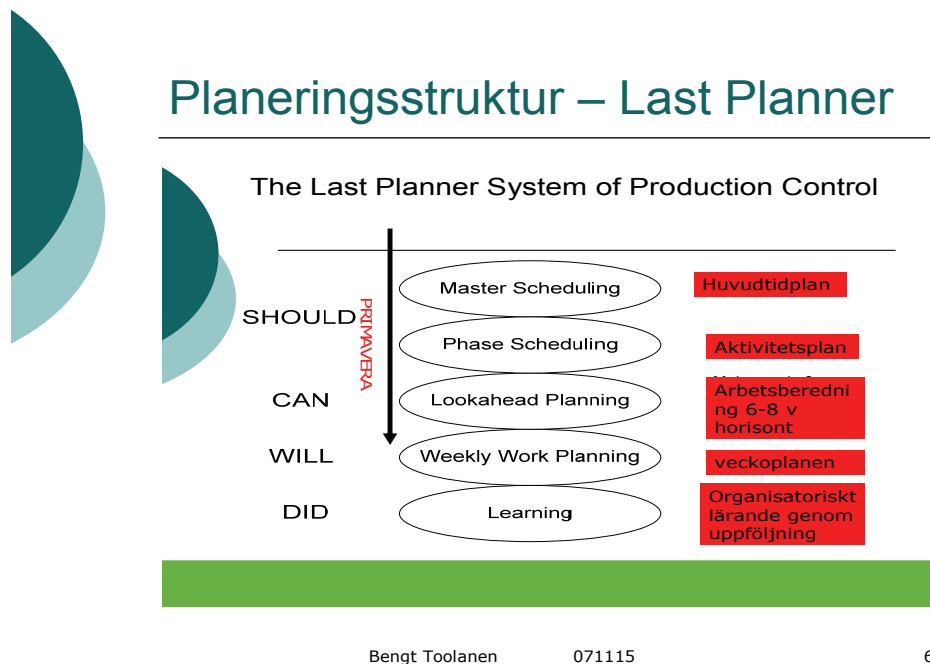 Planeringsstruktur – Last Planner
The Last Planner System of Production Control
SHOULD
CAN
WILL
DID
PRIMAVERA
Master Scheduling
Phase Scheduling
Lookahead Planning
Weekly Work Planning
Learning
Huvudtidplan
Aktivitetsplan
Arbetsberedni
ng 6-8 v
horisont
veckoplanen
Organisatoriskt
lärande genom
uppföljning
Bengt Toolanen 071115 6